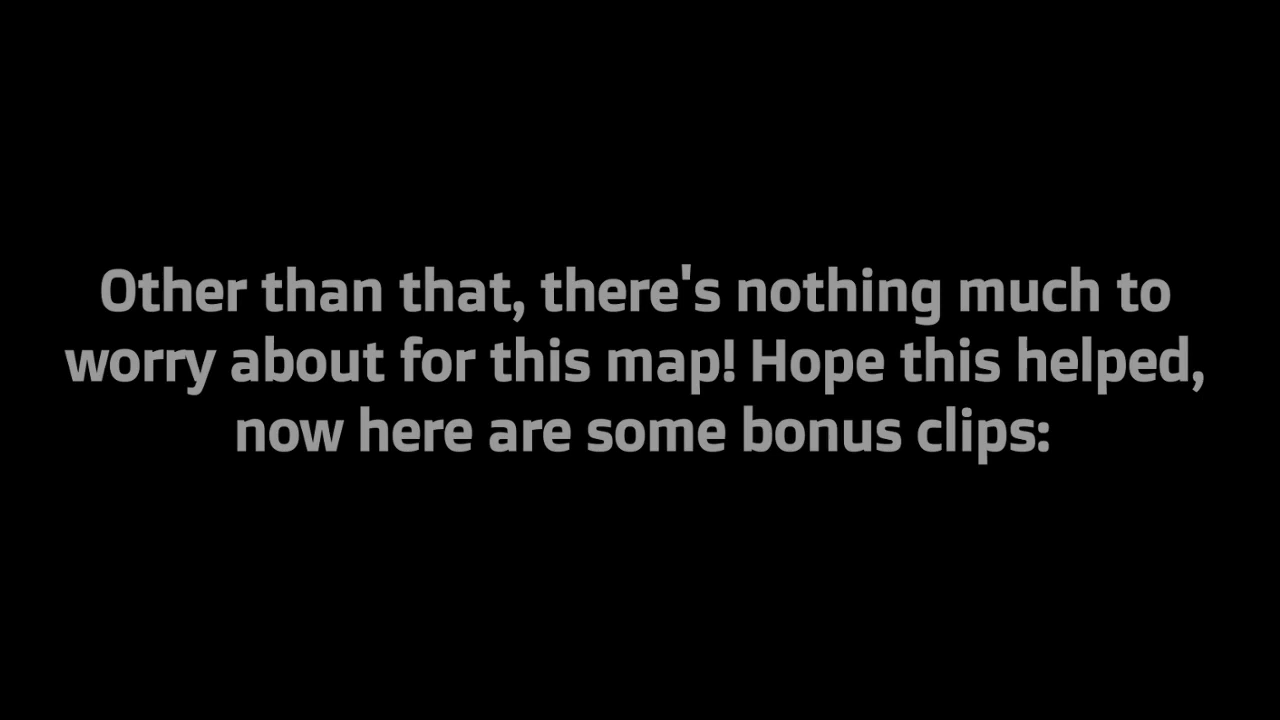 Other than that, there's nothing much to
worry about for this map! Hope this helped,
now here are some bonus clips: